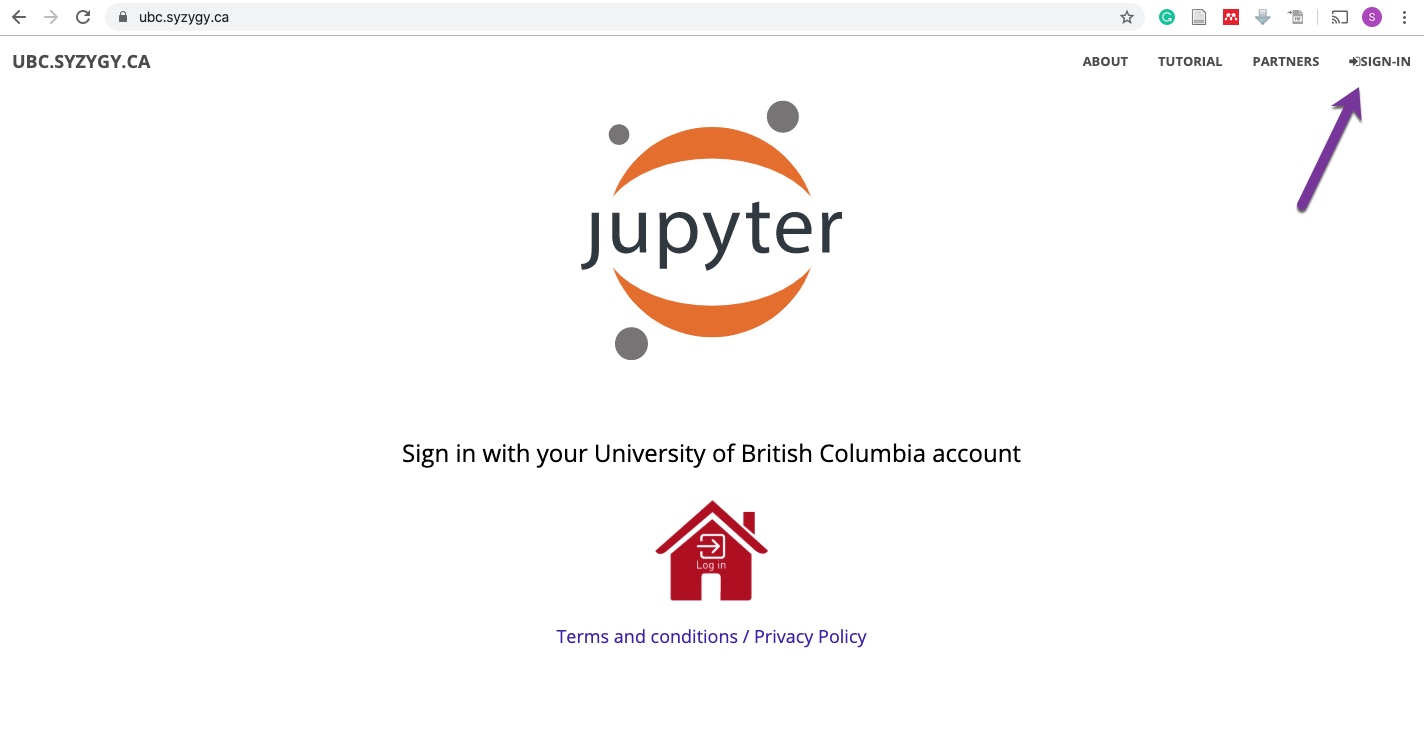 ubc.syzygy.ca
S
UBC.SYZYGY.CA
ABOUT
TUTORIAL
PARTNERS
SIGN-IN
jupyter
Sign in with your University of British Columbia account
Log in
Terms and conditions / Privacy Policy